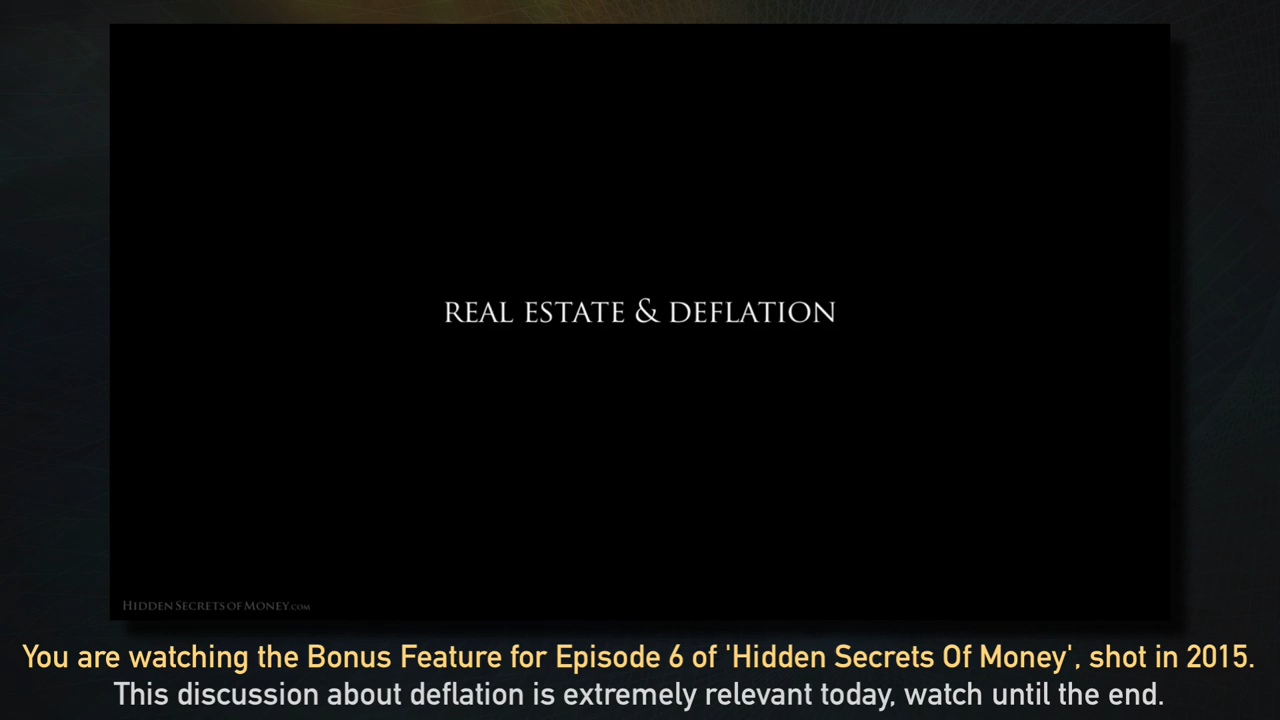 REAL ESTATE & DEFLATION
HIDDEN SECRETS OF MONEY.COM
You are watching the Bonus Feature for Episode 6 of 'Hidden Secrets Of Money', shot in 2015.
This discussion about deflation is extremely relevant today, watch until the end.